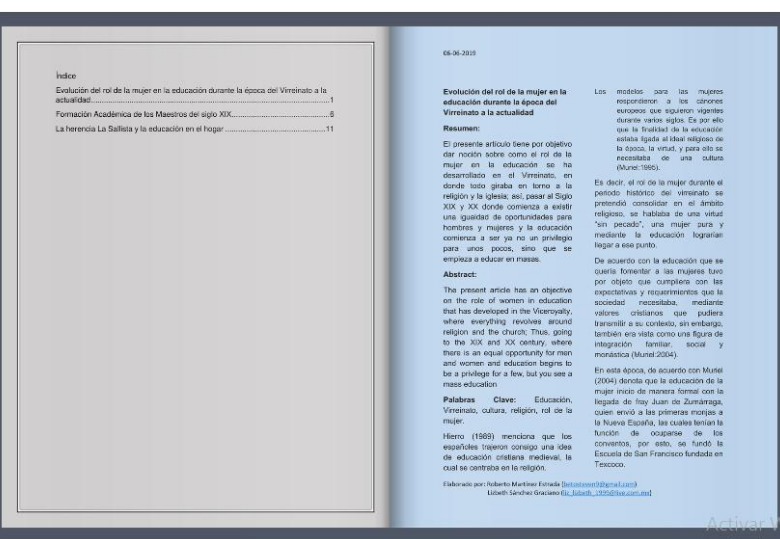 Índice
Evolución del rol de la mujer en la educación durante la época del Virreinato a la
actualidad.....................................................................................................1
Formación Académica de los Maestros del siglo XIX..........................................6
La herencia La Sallista y la educación en el hogar ...........................................11
06-06-2019
Evolución del rol de la mujer en la
educación durante la época del
Virreinato a la actualidad
Resumen:
El presente artículo tiene por objetivo
dar noción sobre como el rol de la
mujer en la educación se ha
desarrollado en el Virreinato, en
donde todo giraba en torno a la
religión y la iglesia; así, pasar al Siglo
XIX y XX donde comienza a existir
una igualdad de oportunidades para
hombres y mujeres y la educación
comienza a ser ya no un privilegio
para unos pocos, sino que se
empieza a educar en masas.
Abstract:
The present article has an objective
on the role of women in education
that has developed in the Viceroyalty,
where everything revolves around
religion and the church; Thus, going
to the XIX and XX century, where
there is an equal opportunity for men
and women and education begins to
be a privilege for a few, but you see a
mass education
Palabras Clave: Educación,
Virreinato, cultura, religión, rol de la
mujer.
Hierro (1989) menciona que los
españoles trajeron consigo una idea
de educación cristiana medieval, la
cual se centraba en la religión.
Los modelos para las mujeres
respondieron a los cánones
europeos que siguieron vigentes
durante varios siglos. Es por ello
que la finalidad de la educación
estaba ligada al ideal religioso de
la época, la virtud, y para ello se
necesitaba de una cultura
(Muriel:1995).
Es decir, el rol de la mujer durante el
periodo histórico del virreinato se
pretendió consolidar en el ámbito
religioso, se hablaba de una virtud
"sin pecado", una mujer pura y
mediante la educación lograrían
llegar a ese punto.
De acuerdo con la educación que se
quería fomentar a las mujeres tuvo
por objeto que cumpliera con las
expectativas y requerimientos que la
sociedad necesitaba, mediante
valores cristianos que pudiera
transmitir a su contexto, sin embargo,
también era vista como una figura de
integración familiar, social y
monástica (Muriel:2004).
En esta época, de acuerdo con Muriel
(2004) denota que la educación de la
mujer inicio de manera formal con la
llegada de fray Juan de Zumárraga,
quien envió a las primeras monjas a
la Nueva España, las cuales tenían la
función de ocuparse de los
conventos, por esto, se fundó la
Escuela de San Francisco fundada en
Texcoco.
Elaborado por: Roberto Martínez Estrada
Lizbeth Sánchez Graciano (liz_lizbeth_1995@live.com.mx)
Activar